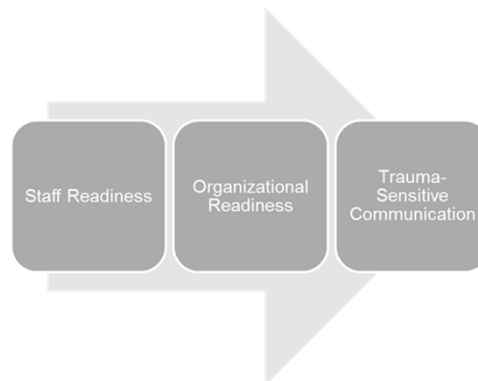 Staff Readiness
Organizational
Readiness
Trauma-
Sensitive
Communication